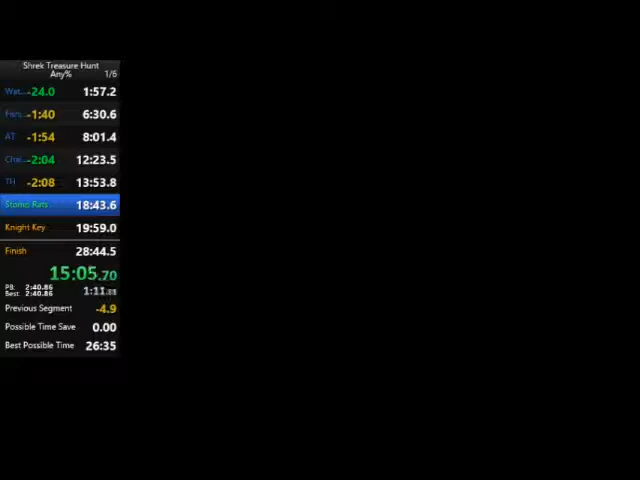 Shrek Treasure Hunt
Any% 1/6
Wat... -24.0 1:57.2
Fish... -1:40 6:30.6
AT -1:54 8:01.4
Che... -2:04 12:23.5
TH -2:08 13:53.8
Stomp Rats 18:43.6
Knight Key 19:59.0
Finish 28:44.5
15:05.70
PB: 2:40.86
Best: 2:40.86
Previous Segment -4.9
Possible Time Save 0.00
Best Possible Time 26:35